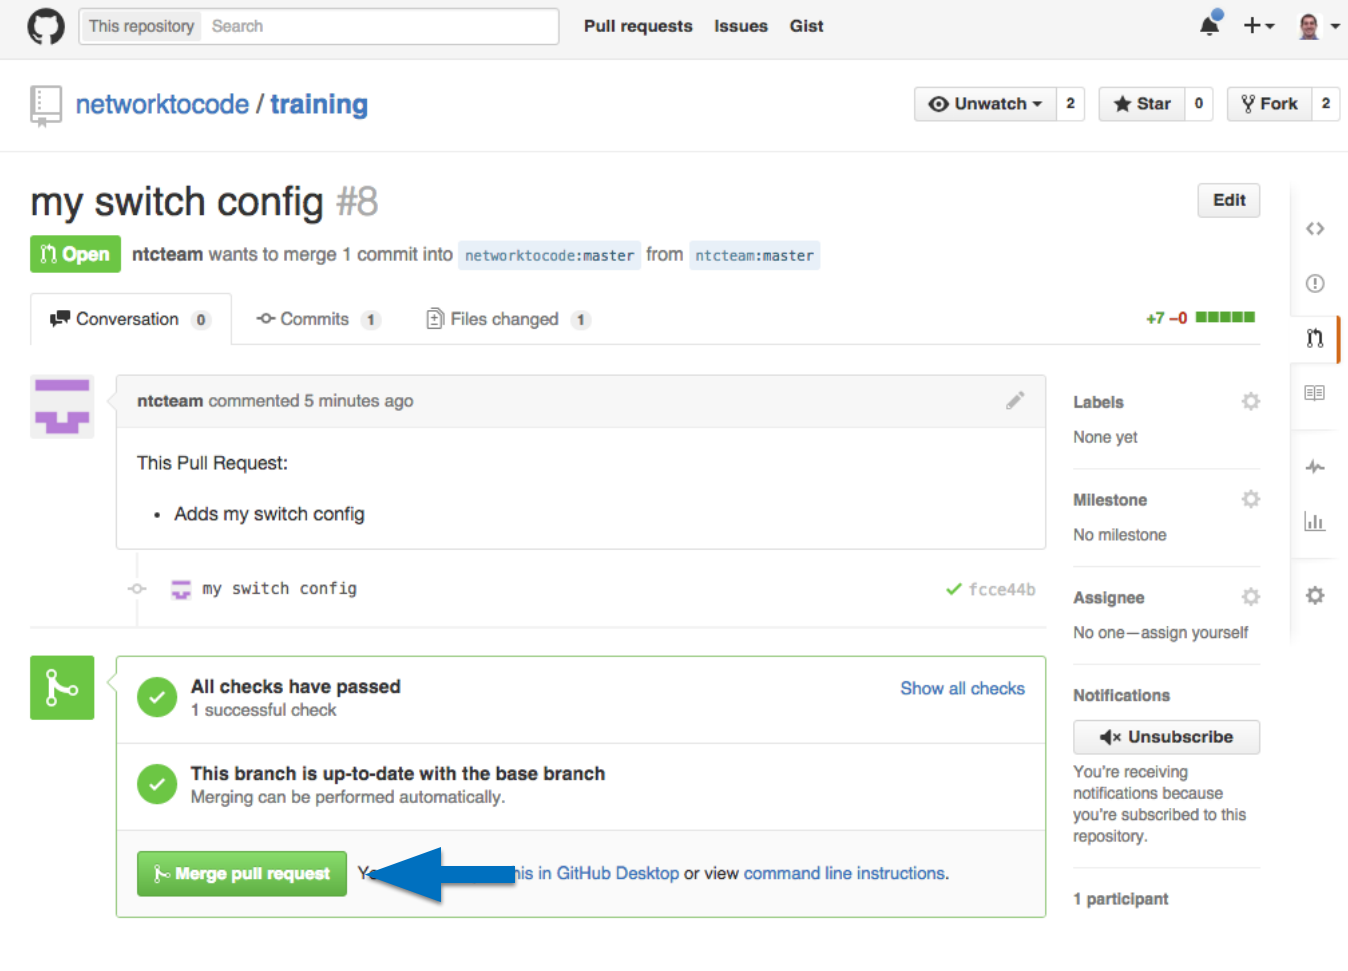 This repository Search Pull requests Issues Gist
networktocode / training Unwatch 2 Star 0 Fork 2
my switch config #8 Edit
Open ntcteam wants to merge 1 commit into networktocode:master from ntcteam:master
Conversation 0 Commits 1 Files changed 1 +7 −0
ntcteam commented 5 minutes ago
This Pull Request:
• Adds my switch config
my switch config fcce44b
All checks have passed Show all checks
1 successful check
This branch is up-to-date with the base branch
Merging can be performed automatically.
Merge pull request in GitHub Desktop or view command line instructions.
Labels
None yet
Milestone
No milestone
Assignee
No one—assign yourself
Notifications
Unsubscribe
You're receiving
notifications because
you're subscribed to this
repository.
1 participant